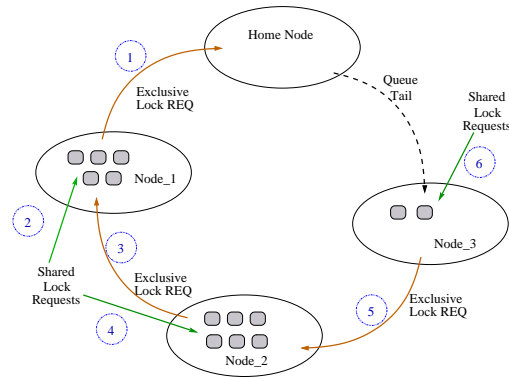 Home Node
1
Queue
Tail
Exclusive
Lock REQ
Shared
Lock
Requests
6
Node_1
2
3
Node_3
Shared
Lock
Requests
Exclusive
Lock REQ
4
5
Exclusive
Lock REQ
Node_2